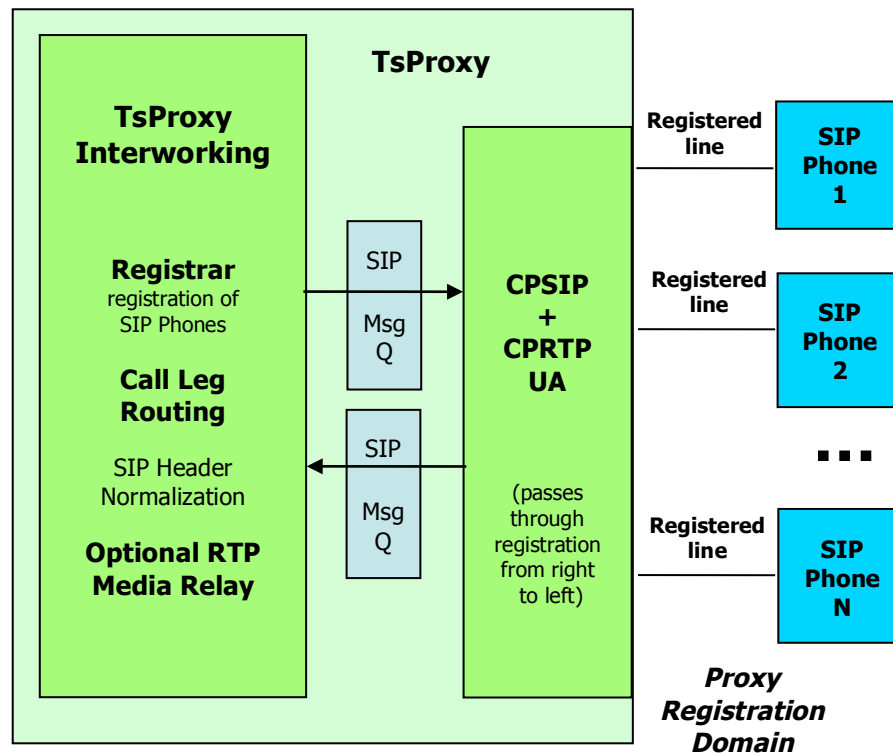 TsProxy
TsProxy
Interworking
Registrar
registration of
SIP Phones
Call Leg
Routing
SIP Header
Normalization
Optional RTP
Media Relay
SIP
Msg
Q
SIP
Msg
Q
CPSIP
+
CPRTP
UA
(passes
through
registration
from right
to left)
Registered
line
SIP
Phone
1
Registered
line
SIP
Phone
2
...
Registered
line
SIP
Phone
N
Proxy
Registration
Domain